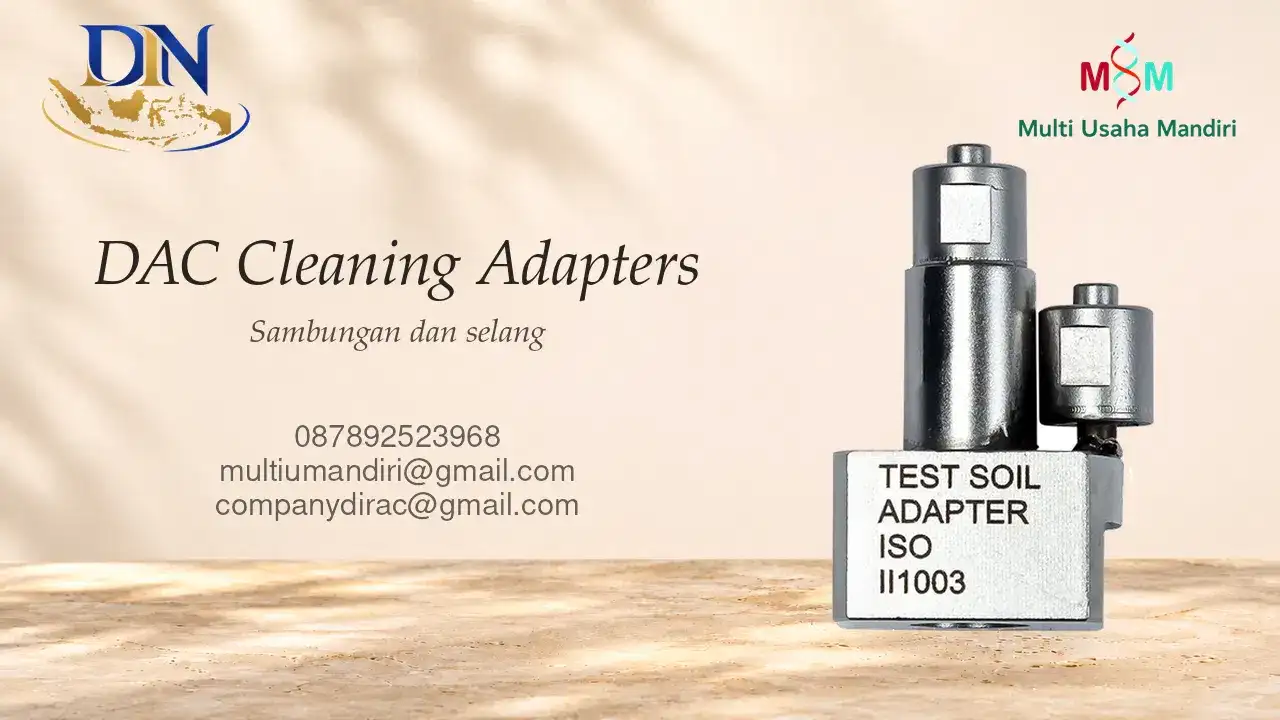 DIN
MSM
Multi Usaha Mandiri
DAC Cleaning Adapters
Sambungan dan selang
087892523968
multiumandiri@gmail.com
companydirac@gmail.com
TEST SOIL
ADAPTER
ISO
II1003